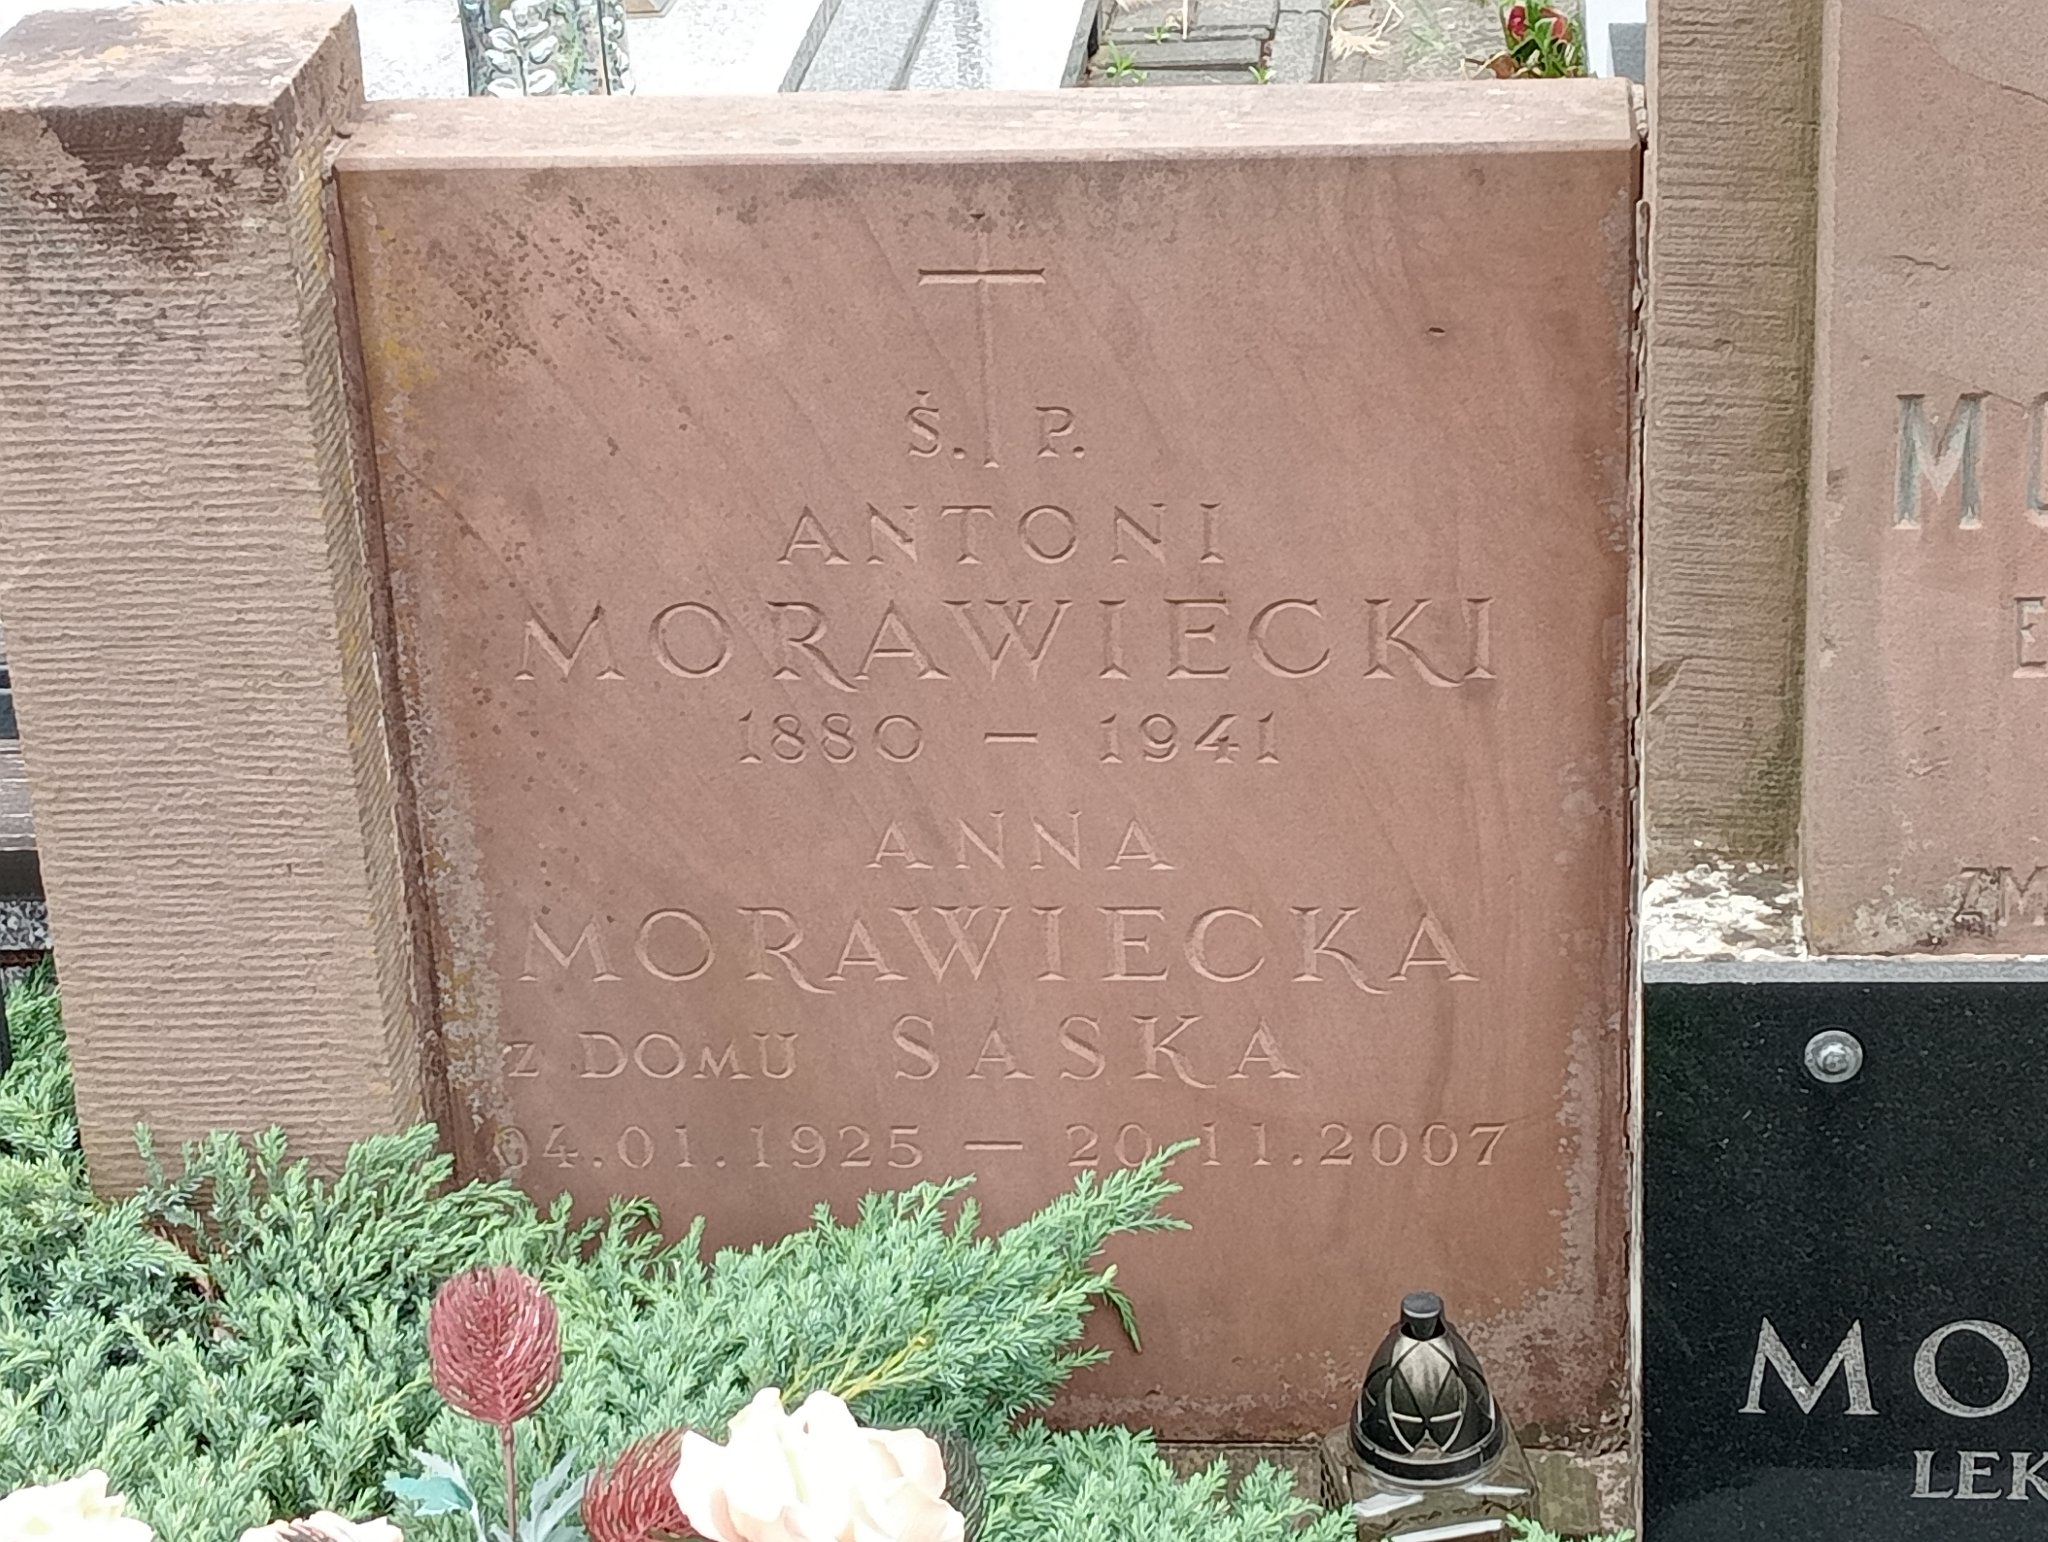 Ś. P.
ANTONI
MORAWIECKI
1880 – 1941
ANNA
MORAWIECKA
Z DOMU SASKA
04.01.1925 – 20.11.2007